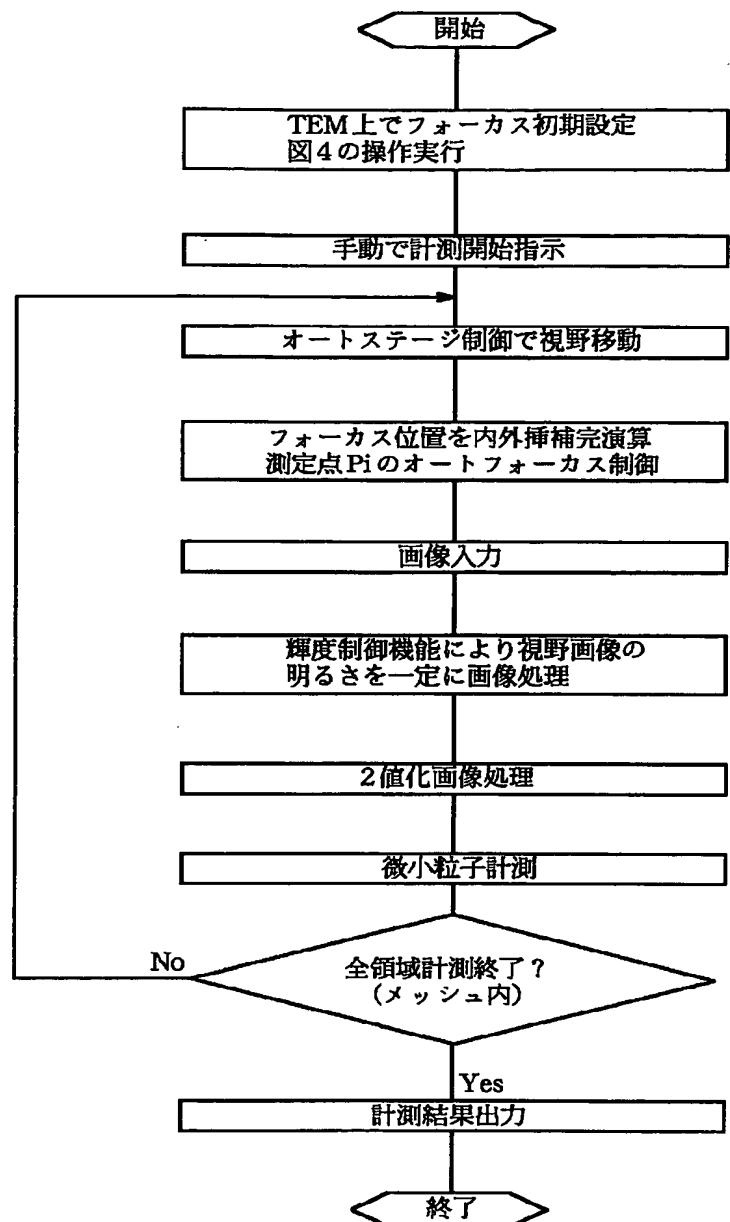 開始
TEM上でフォーカス初期設定
図4の操作実行
手動で計測開始指示
オートステージ制御で視野移動
フォーカス位置を内外挿補完演算
測定点Piのオートフォーカス制御
画像入力
輝度制御機能により視野画像の
明るさを一定に画像処理
2値化画像処理
微小粒子計測
No
全領域計測終了?
(メッシュ内)
Yes
計測結果出力
終了